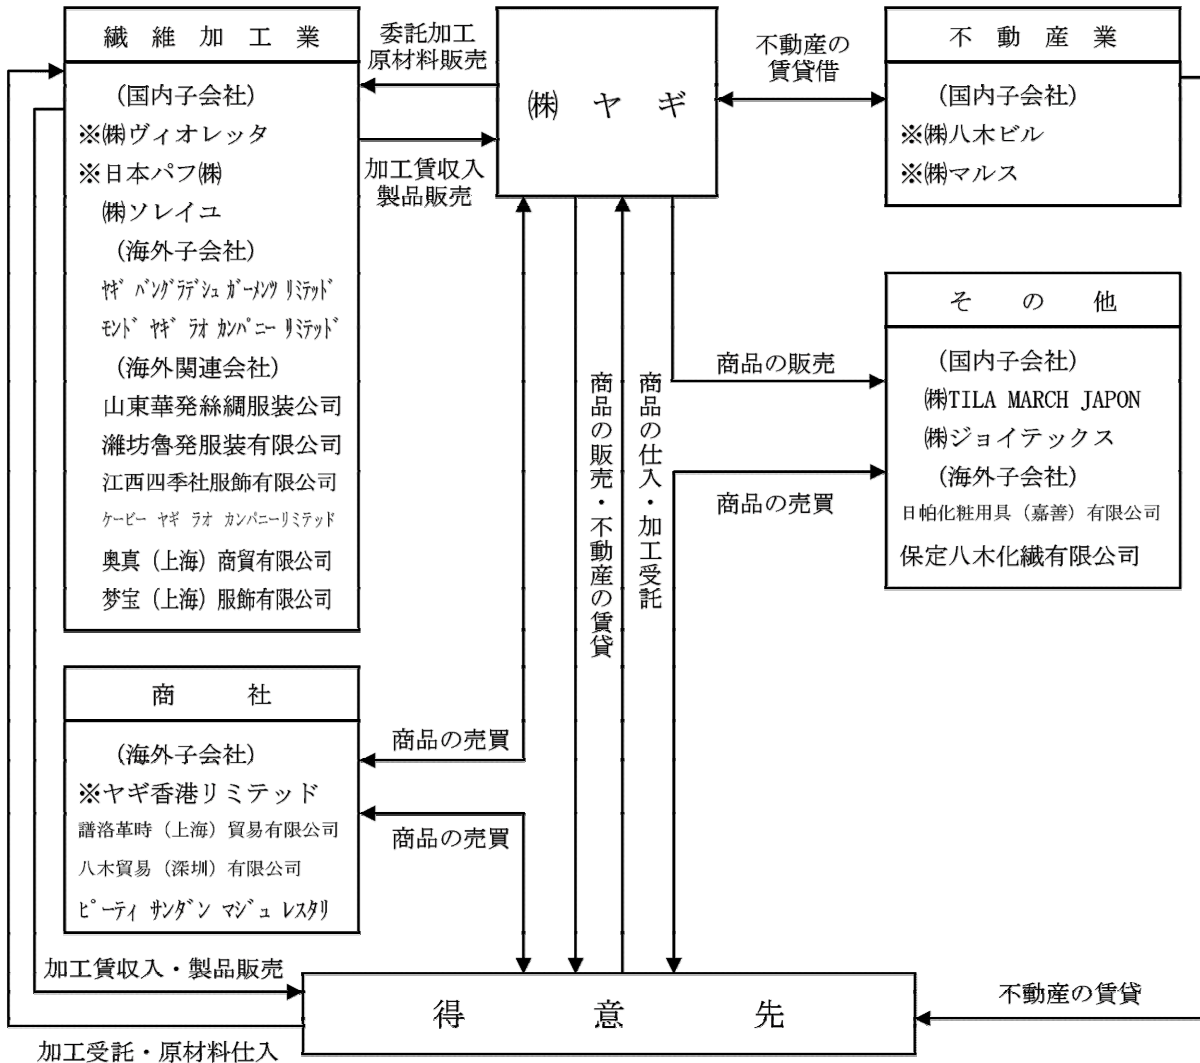 繊維加工業
(国内子会社)
※㈱ヴィオレッタ
※日本パフ㈱
㈱ソレイユ
(海外子会社)
ﾔｷﾞ ﾊﾞﾝｸﾞﾗﾃﾞｼｭ ｶﾞｰﾒﾝﾂ ﾘﾐﾃｯﾄﾞ
ﾓﾝﾄﾞ ﾔｷﾞ ﾗｵ ｶﾝﾊﾟﾆｰ ﾘﾐﾃｯﾄﾞ
(海外関連会社)
山東華発絲綢服装公司
濰坊魯発服装有限公司
江西四季社服飾有限公司
ケービー ヤギ ラオ カンパニーリミテッド
奥真（上海）商貿有限公司
梦宝（上海）服飾有限公司
委託加工
原材料販売
加工賃収入
製品販売
㈱ヤギ
不動産の
賃貸借
不動産業
(国内子会社)
※㈱八木ビル
※㈱マルス
その他
(国内子会社)
㈱TILA MARCH JAPON
㈱ジョイテックス
(海外子会社)
日帕化粧用具（嘉善）有限公司
保定八木化繊有限公司
商品の販売
商品の売買
商品の販売・不動産の賃貸
商品の仕入・加工受託
商社
(海外子会社)
※ヤギ香港リミテッド
譜洛革時（上海）貿易有限公司
八木貿易（深圳）有限公司
ﾋﾟｰﾃｨ ｻﾝﾀﾞﾝ ﾏｼﾞｭ ﾚｽﾀﾘ
商品の売買
商品の売買
加工賃収入・製品販売
得意先
不動産の賃貸
加工受託・原材料仕入